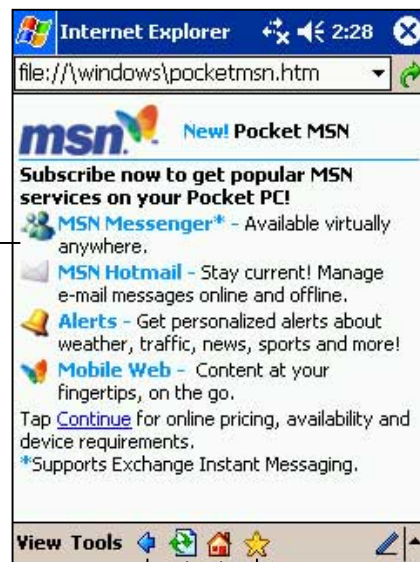 Internet Explorer 2:28
file://\windows\pocketmsn.htm
msn New! Pocket MSN
Subscribe now to get popular MSN
services on your Pocket PC!
MSN Messenger* - Available virtually
anywhere.
MSN Hotmail - Stay current! Manage
e-mail messages online and offline.
Alerts - Get personalized alerts about
weather, traffic, news, sports and more!
Mobile Web - Content at your
fingertips, on the go.
Tap Continue for online pricing, availability and
device requirements.
*Supports Exchange Instant Messaging.
View Tools